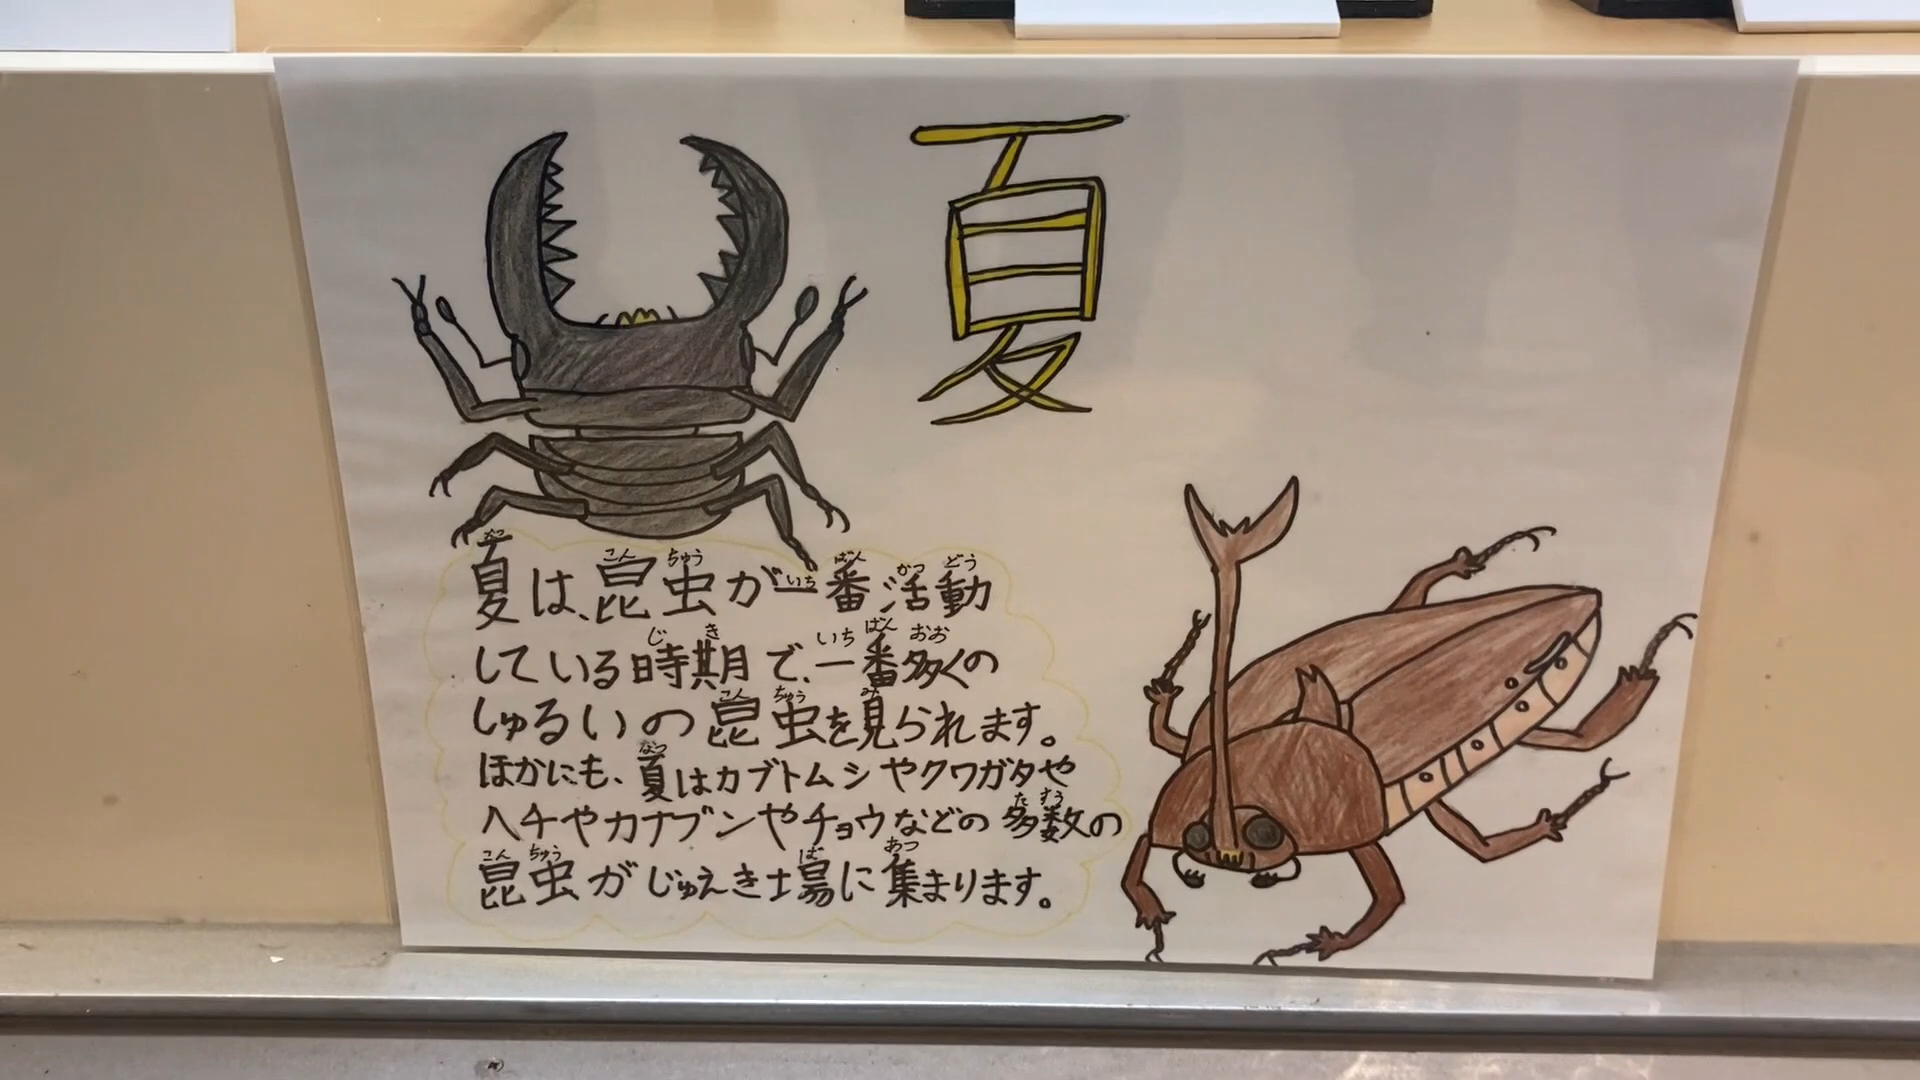 夏
夏は、昆虫が一番活動
している時期で、一番多くの
しゅるいの昆虫を見られます。
ほかにも、夏はカブトムシやクワガタや
ハチやカナブンやチョウなどの多数の
昆虫がじゅえき場に集まります。